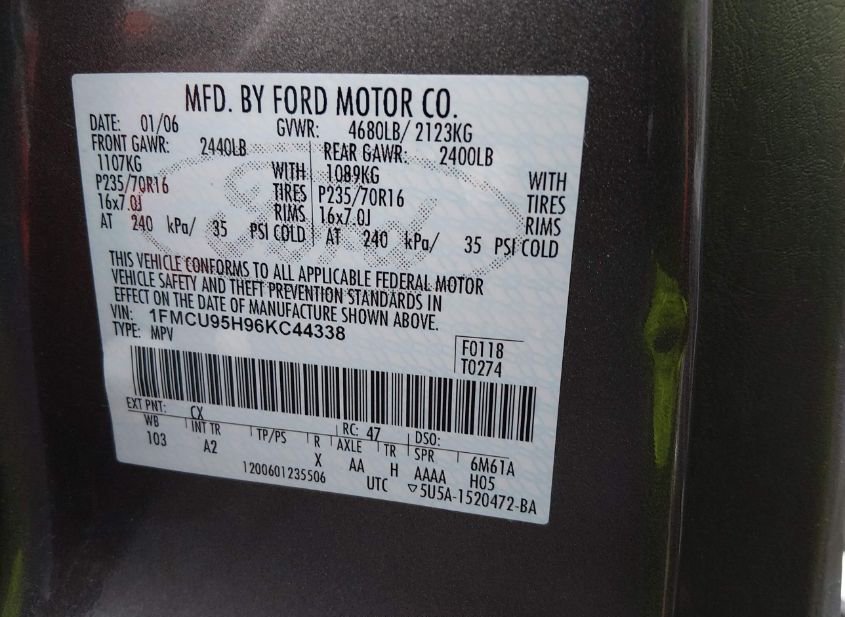 MFD. BY FORD MOTOR CO.
DATE: 01/06 GVWR: 4680LB/ 2123KG
FRONT GAWR: 2440LB REAR GAWR: 2400LB
1107KG WITH 1089KG WITH
P235/70R16 TIRES P235/70R16 TIRES
16x7.0J RIMS 16x7.0J RIMS
AT 240 kPa/ 35 PSI COLD AT 240 kPa/ 35 PSI COLD
THIS VEHICLE CONFORMS TO ALL APPLICABLE FEDERAL MOTOR
VEHICLE SAFETY AND THEFT PREVENTION STANDARDS IN
EFFECT ON THE DATE OF MANUFACTURE SHOWN ABOVE.
VIN: 1FMCU95H96KC44338
TYPE: MPV
F0118
T0274
EXT PNT: CX RC: 47 DSO:
WB INT TR TP/PS R AXLE TR SPR 6M61A
103 A2 X AA H AAAA H05
1200601235506 UTC ▽5U5A-1520472-BA
Ford